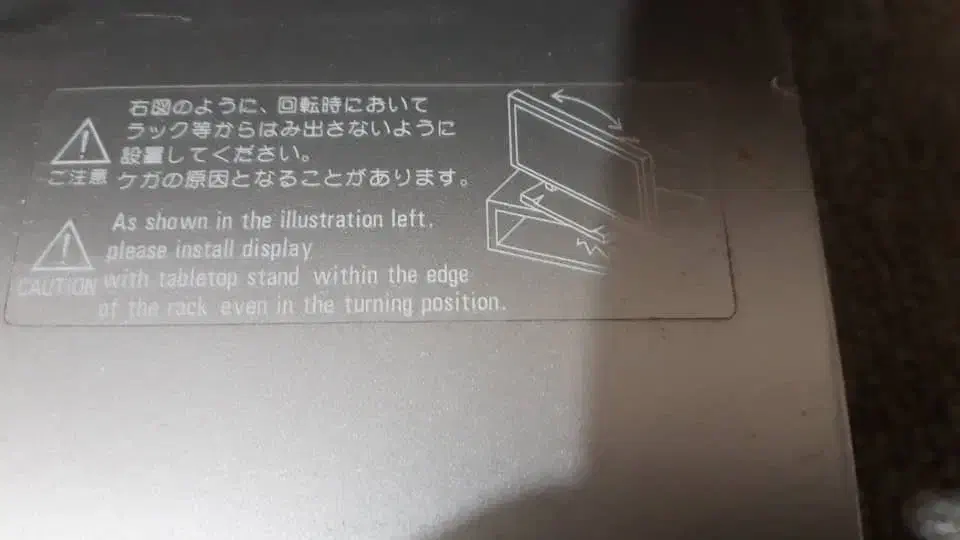 右図のように、回転時において
ラック等からはみ出さないように
設置してください。
ご注意 ケガの原因となることがあります。
As shown in the illustration left,
please install display
CAUTION with tabletop stand within the edge
of the rack even in the turning position.